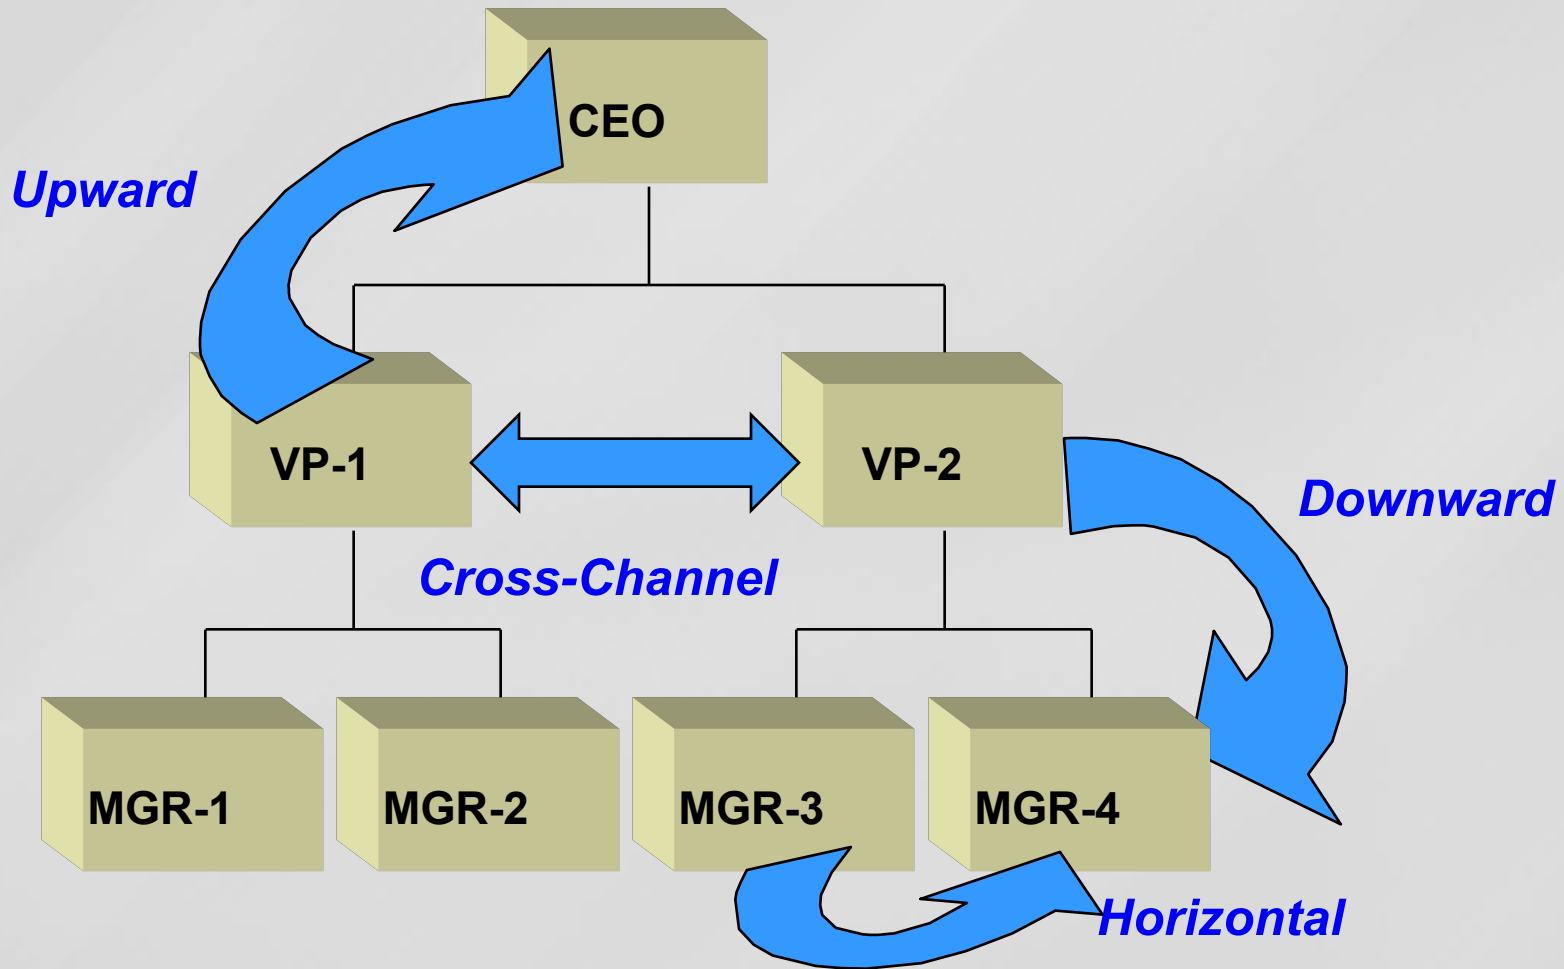 CEO
Upward
VP-1
VP-2
Downward
Cross-Channel
MGR-1
MGR-2
MGR-3
MGR-4
Horizontal